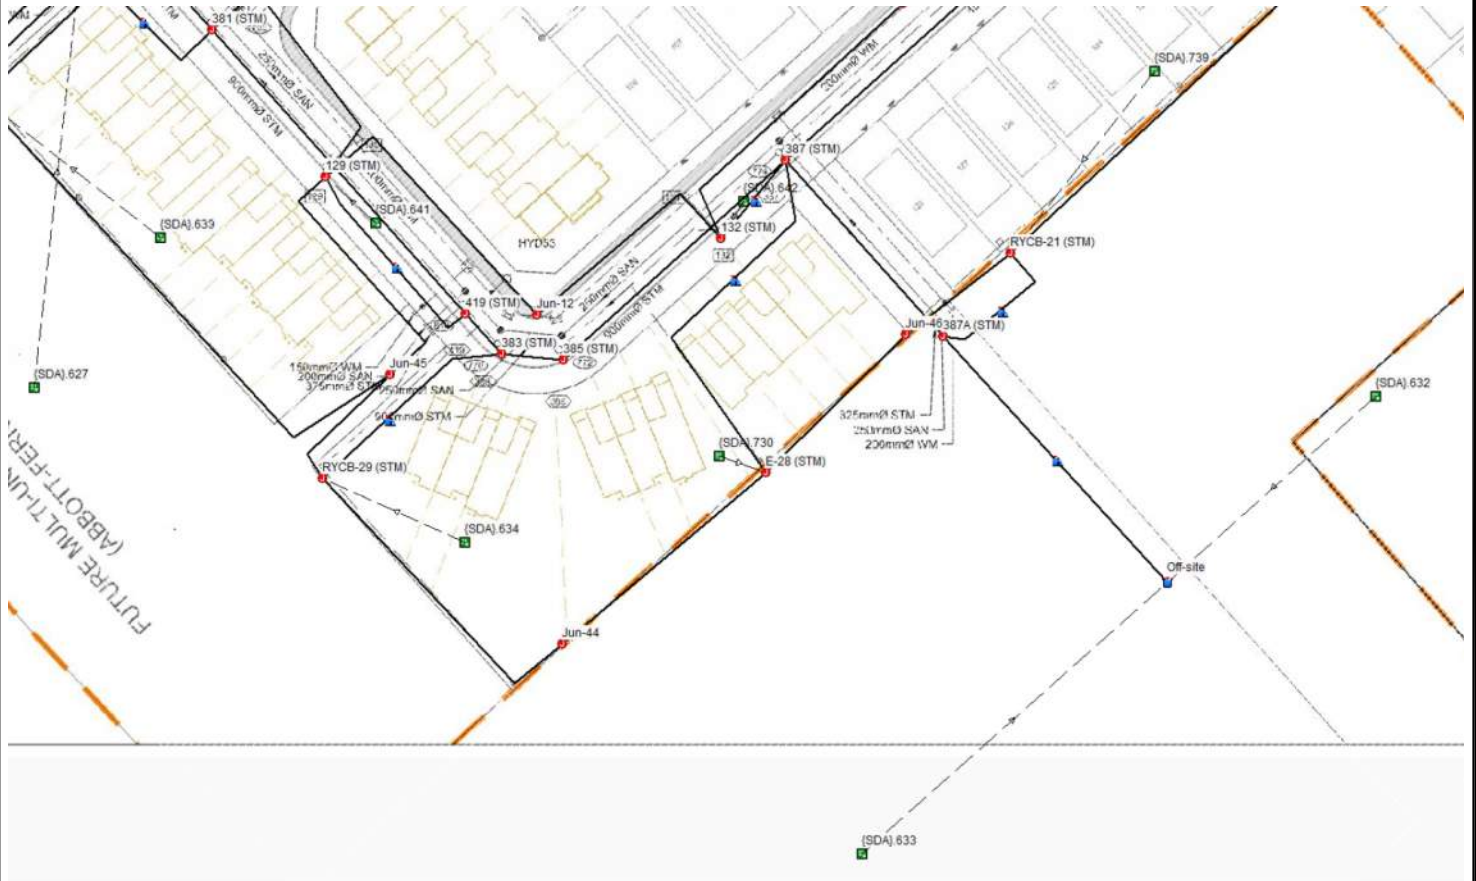 381 (STM)
{SDA}.739
250mmØ SAN
200mmØ WM
900mmØ STM
129 (STM)
387 (STM)
{SDA}.642
{SDA}.641
{SDA}.639
132 (STM)
132
HYD53
RYCB-21 (STM)
250mmØ SAN
900mmØ STM
419 (STM)
Jun-12
Jun-46
387A (STM)
383 (STM)
385 (STM)
Jun-45
150mmØ WM
200mmØ SAN
375mmØ STM
250mmØ SAN
900mmØ STM
{SDA}.627
{SDA}.632
825mmØ STM
250mmØ SAN
200mmØ WM
{SDA}.730
E-28 (STM)
RYCB-29 (STM)
{SDA}.634
FUTURE MULTI-UN
(ABBOTT-FER
Off-site
Jun-44
{SDA}.633